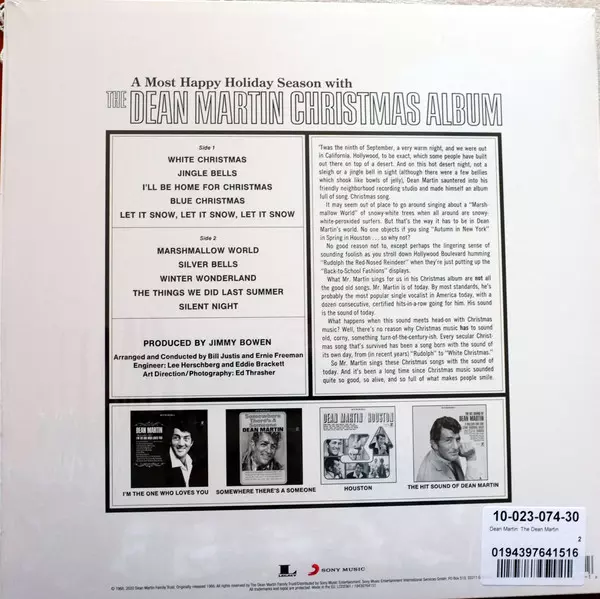 A Most Happy Holiday Season with
THE DEAN MARTIN CHRISTMAS ALBUM
Side 1
WHITE CHRISTMAS
JINGLE BELLS
I'LL BE HOME FOR CHRISTMAS
BLUE CHRISTMAS
LET IT SNOW, LET IT SNOW, LET IT SNOW
Side 2
MARSHMALLOW WORLD
SILVER BELLS
WINTER WONDERLAND
THE THINGS WE DID LAST SUMMER
SILENT NIGHT
PRODUCED BY JIMMY BOWEN
Arranged and Conducted by Bill Justis and Ernie Freeman
Engineer: Lee Herschberg and Eddie Brackett
Art Direction/Photography: Ed Thrasher
'Twas the ninth of September, a very warm night, and we were out
in California. Hollywood, to be exact, which some people have built
out there on top of a desert. And on this hot desert night, not a
sleigh or a jingle bell in sight (although there were a few bellies
which shook like bowls of jelly), Dean Martin sauntered into his
friendly neighborhood recording studio and made himself an album
full of song. Christmas song.
It may seem out of place to go around singing about a "Marsh-
mallow World" of snowy-white trees when all around are snowy-
white-peroxided surfers. But that's the way it has to be in Dean
Martin's world. No one objects if you sing "Autumn in New York"
in Spring in Houston . . . so why not?
No good reason not to, except perhaps the lingering sense of
sounding foolish as you stroll down Hollywood Boulevard humming
"Rudolph the Red-Nosed Reindeer" when they're just putting up the
"Back-to-School Fashions" displays.
What Mr. Martin sings for us in his Christmas album are not all
the good old songs. Mr. Martin is of today. By most standards, he's
probably the most popular single vocalist in America today, with a
dozen consecutive, certified hits-in-a-row going for him. His sound
is the sound of today.
What happens when this sound meets head-on with Christmas
music? Well, there's no reason why Christmas music has to sound
old, corny, something turn-of-the-century-ish. Every secular Christ-
mas song that's survived has been a song born with the sound of
its own day, from (in recent years) "Rudolph" to "White Christmas."
So Mr. Martin sings these Christmas songs with the sound of
today. And it's been a long time since Christmas music sounded
quite so good, so alive, and so full of what makes people smile.
DEAN MARTIN
I'M THE ONE WHO LOVES YOU
Somewhere There's A Someone
DEAN MARTIN
SOMEWHERE THERE'S A SOMEONE
DEAN MARTIN HOUSTON
HOUSTON
DEAN MARTIN
THE HIT SOUND OF DEAN MARTIN
10-023-074-30
Dean Martin: The Dean Martin
2
0194397641516
LEGACY
SONY MUSIC